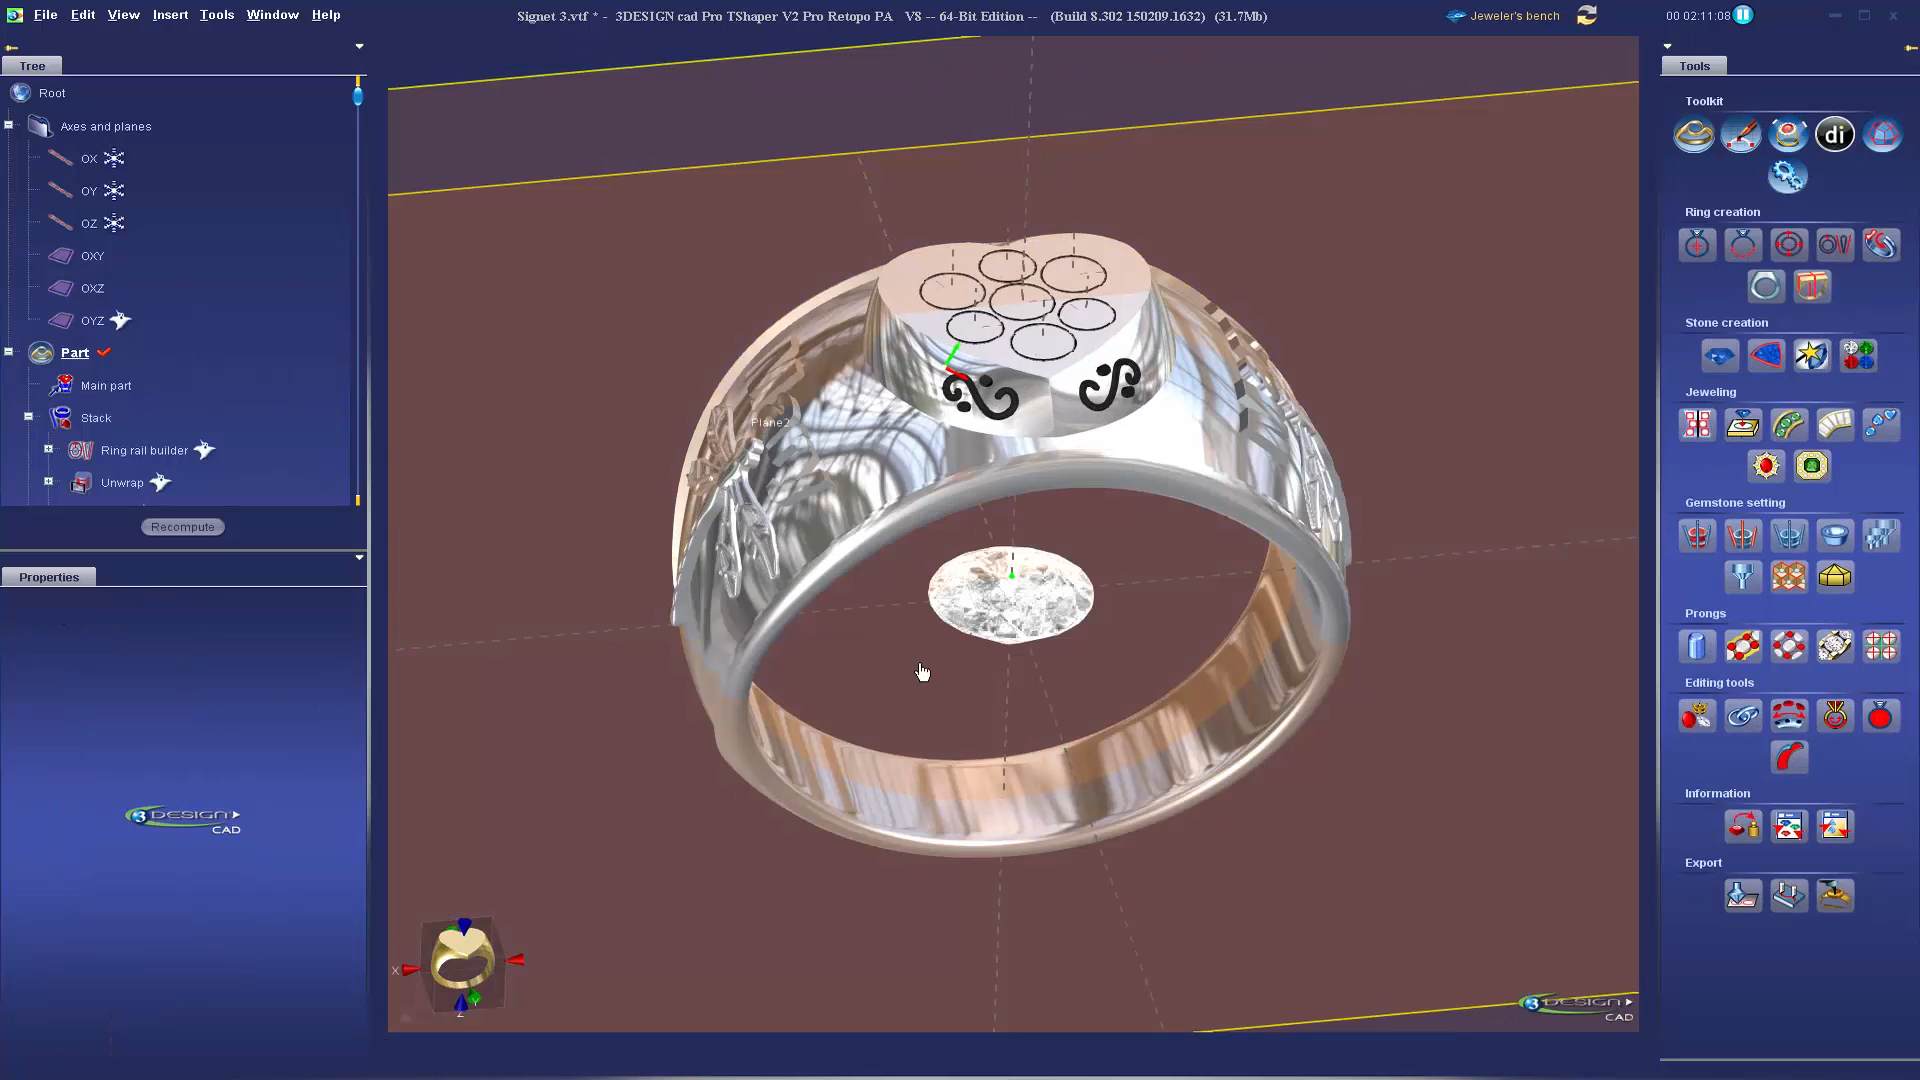 File Edit View Insert Tools Window Help
Signet 3.vtf * - 3DESIGN cad Pro TShaper V2 Pro Retopo PA V8 -- 64-Bit Edition -- (Build 8.302 150209.1632) (31.7Mb)
Jeweler's bench
00 02:11:08
Tree
Root
Axes and planes
OX
OY
OZ
OXY
OXZ
OYZ
Part
Main part
Stack
Ring rail builder
Unwrap
Recompute
Properties
3DESIGN
CAD
Plane2
X
Y
Z
3DESIGN
CAD
Tools
Toolkit
di
Ring creation
Stone creation
Jeweling
Gemstone setting
Prongs
Editing tools
Information
Export